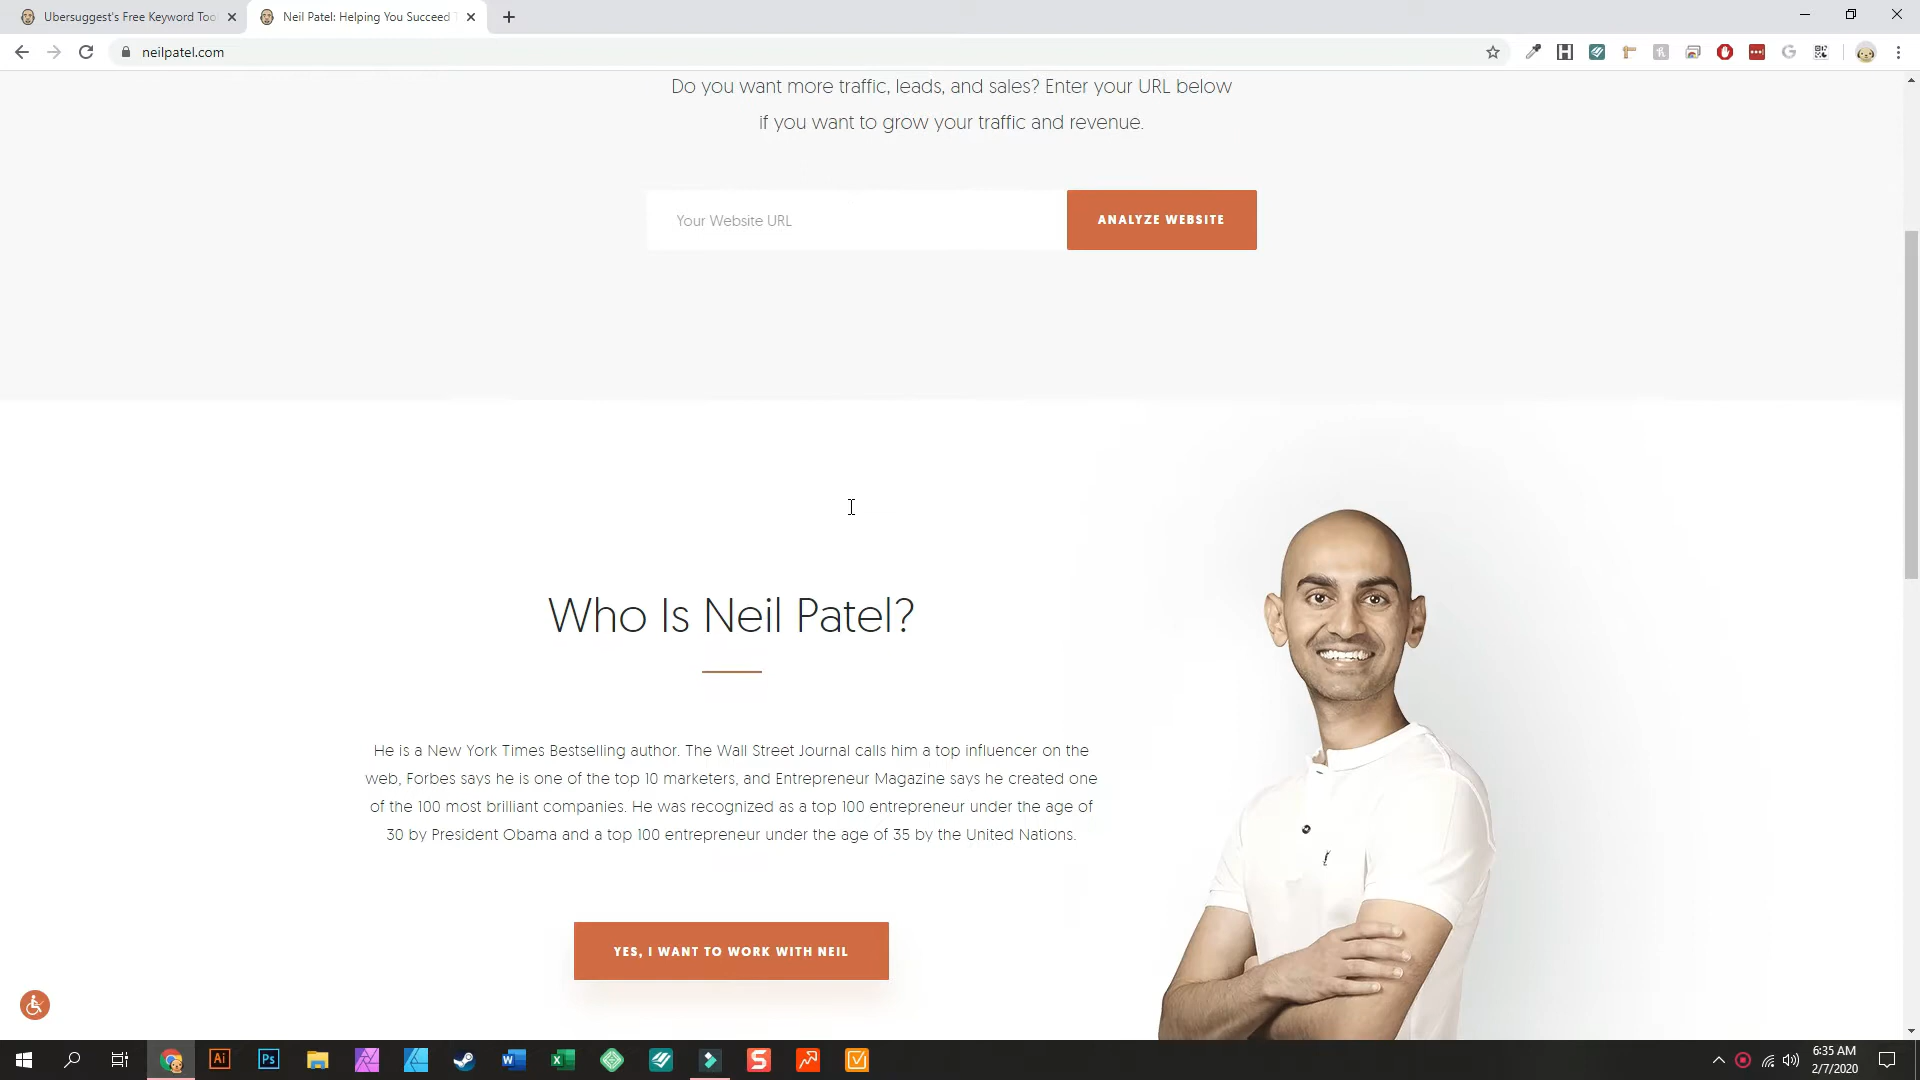 Ubersuggest's Free Keyword Too
Neil Patel: Helping You Succeed T
neilpatel.com
Do you want more traffic, leads, and sales? Enter your URL below
if you want to grow your traffic and revenue.
Your Website URL
ANALYZE WEBSITE
Who Is Neil Patel?
He is a New York Times Bestselling author. The Wall Street Journal calls him a top influencer on the
web, Forbes says he is one of the top 10 marketers, and Entrepreneur Magazine says he created one
of the 100 most brilliant companies. He was recognized as a top 100 entrepreneur under the age of
30 by President Obama and a top 100 entrepreneur under the age of 35 by the United Nations.
YES, I WANT TO WORK WITH NEIL
Ai
Ps
6:35 AM
2/7/2020